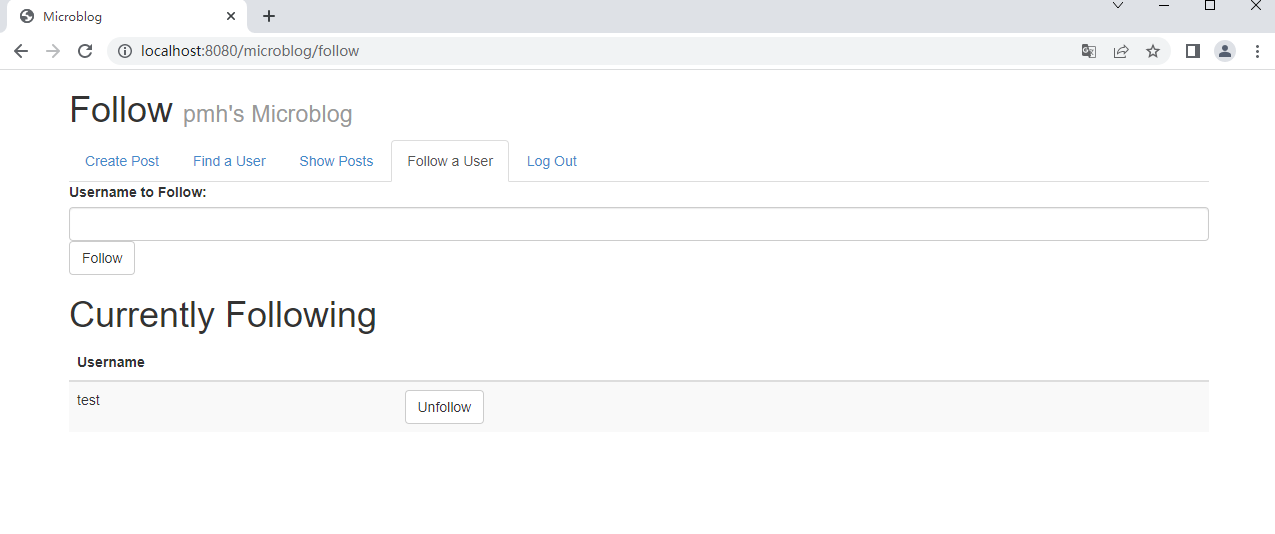 Microblog
localhost:8080/microblog/follow
Follow pmh's Microblog
Create Post Find a User Show Posts Follow a User Log Out
Username to Follow:
Follow
Currently Following
Username
test Unfollow